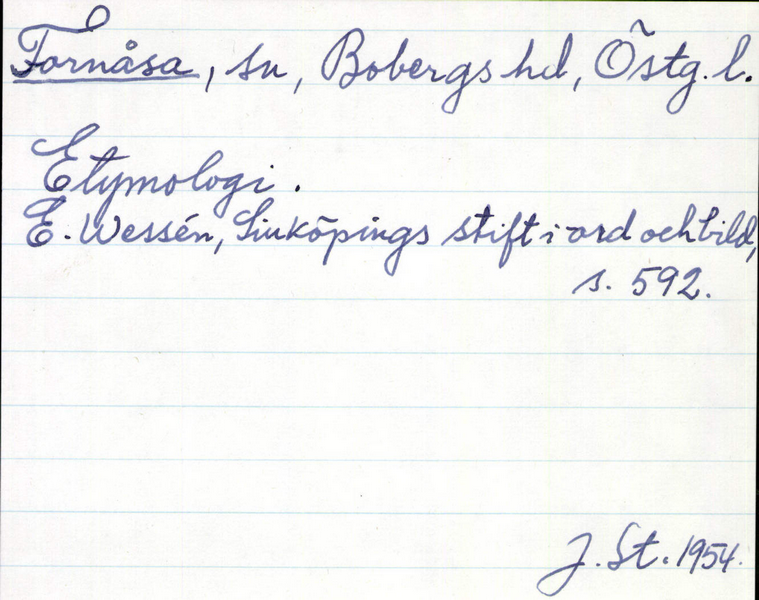 Fornåsa, sn, Bobergs hd, Östg. l.
Etymologi.
E. Wessén, Linköpings stift i ord och bild,
s. 592.
J. St. 1954.